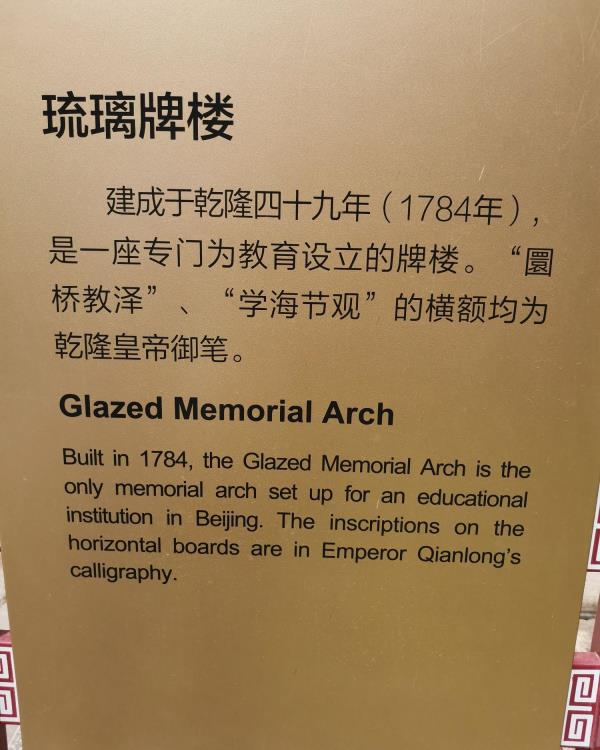 琉璃牌楼
建成于乾隆四十九年（1784年），
是一座专门为教育设立的牌楼。“圜
桥教泽”、“学海节观”的横额均为
乾隆皇帝御笔。
Glazed Memorial Arch
Built in 1784, the Glazed Memorial Arch is the
only memorial arch set up for an educational
institution in Beijing. The inscriptions on the
horizontal boards are in Emperor Qianlong's
calligraphy.